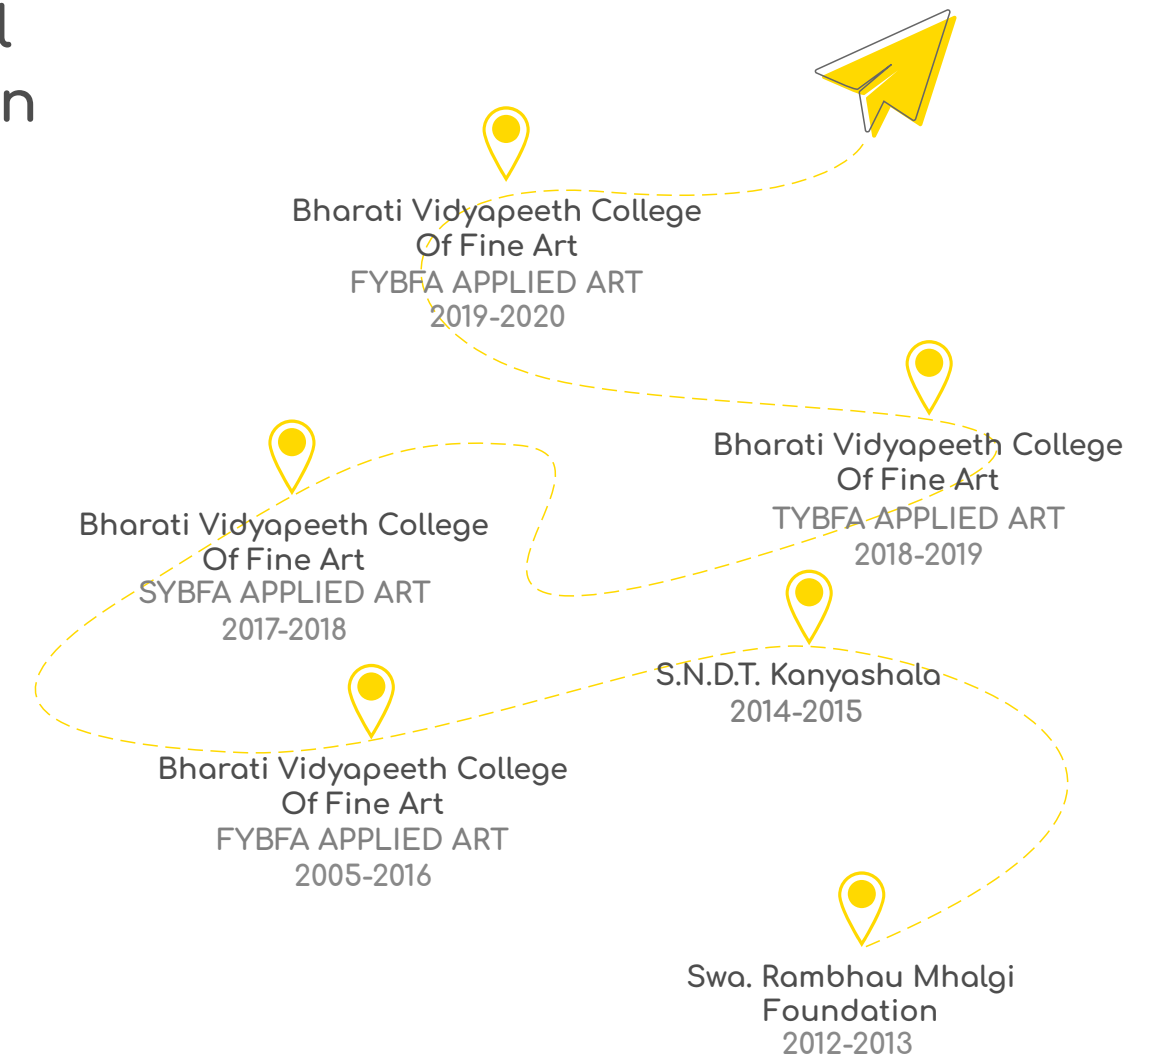 l
n
Bharati Vidyapeeth College
Of Fine Art
FYBFA APPLIED ART
2019-2020
Bharati Vidyapeeth College
Of Fine Art
TYBFA APPLIED ART
2018-2019
Bharati Vidyapeeth College
Of Fine Art
SYBFA APPLIED ART
2017-2018
S.N.D.T. Kanyashala
2014-2015
Bharati Vidyapeeth College
Of Fine Art
FYBFA APPLIED ART
2005-2016
Swa. Rambhau Mhalgi
Foundation
2012-2013